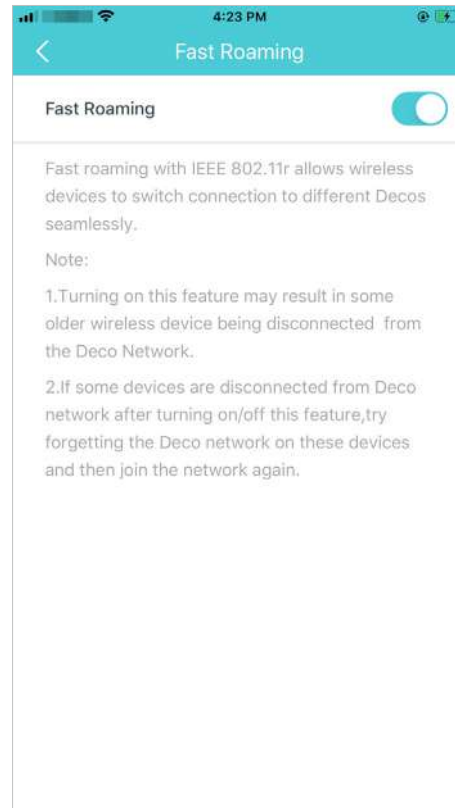 4:23 PM
Fast Roaming
Fast Roaming
Fast roaming with IEEE 802.11r allows wireless
devices to switch connection to different Decos
seamlessly.
Note:
1.Turning on this feature may result in some
older wireless device being disconnected  from
the Deco Network.
2.If some devices are disconnected from Deco
network after turning on/off this feature,try
forgetting the Deco network on these devices
and then join the network again.